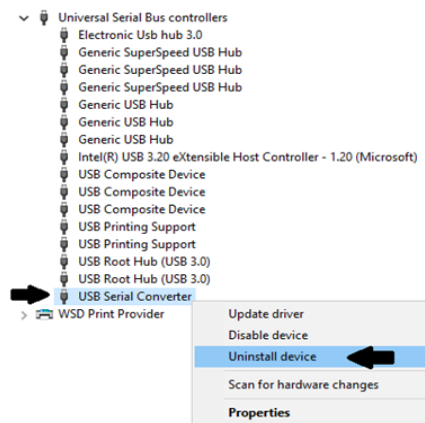 Universal Serial Bus controllers
Electronic Usb hub 3.0
Generic SuperSpeed USB Hub
Generic SuperSpeed USB Hub
Generic SuperSpeed USB Hub
Generic USB Hub
Generic USB Hub
Generic USB Hub
Intel(R) USB 3.20 eXtensible Host Controller - 1.20 (Microsoft)
USB Composite Device
USB Composite Device
USB Composite Device
USB Printing Support
USB Printing Support
USB Root Hub (USB 3.0)
USB Root Hub (USB 3.0)
USB Serial Converter
WSD Print Provider
Update driver
Disable device
Uninstall device
Scan for hardware changes
Properties